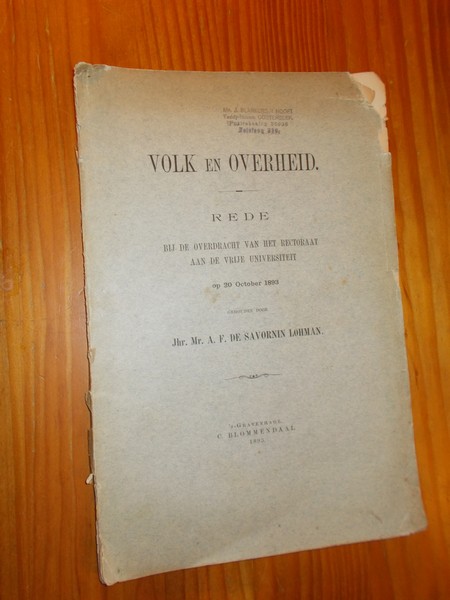 VOLK EN OVERHEID.
REDE
BIJ DE OVERDRACHT VAN HET RECTORAAT
AAN DE VRIJE UNIVERSITEIT
op 20 October 1893
Jhr. Mr. A. F. DE SAVORNIN LOHMAN.
'S-GRAVENHAGE,
C. BLOMMENDAAL
1893.